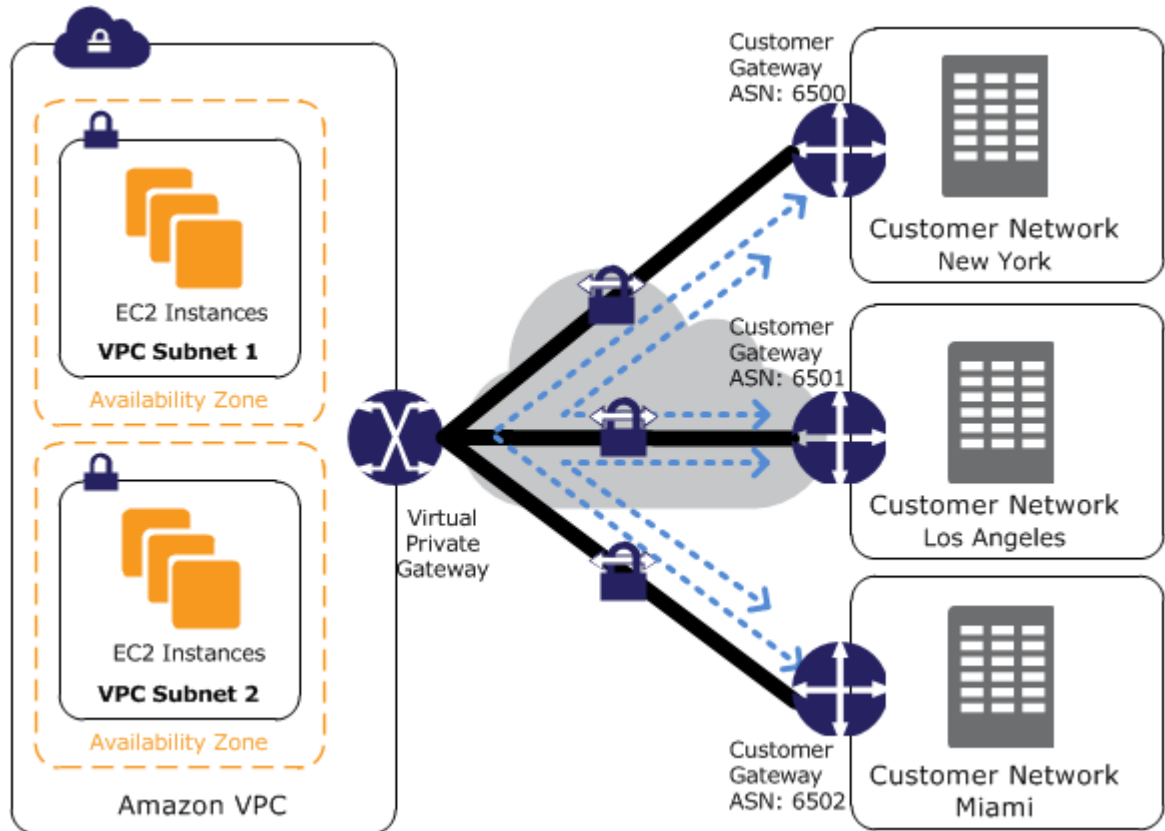 EC2 Instances
VPC Subnet 1
Availability Zone
EC2 Instances
VPC Subnet 2
Availability Zone
Amazon VPC
Virtual
Private
Gateway
Customer
Gateway
ASN: 6500
Customer Network
New York
Customer
Gateway
ASN: 6501
Customer Network
Los Angeles
Customer
Gateway
ASN: 6502
Customer Network
Miami